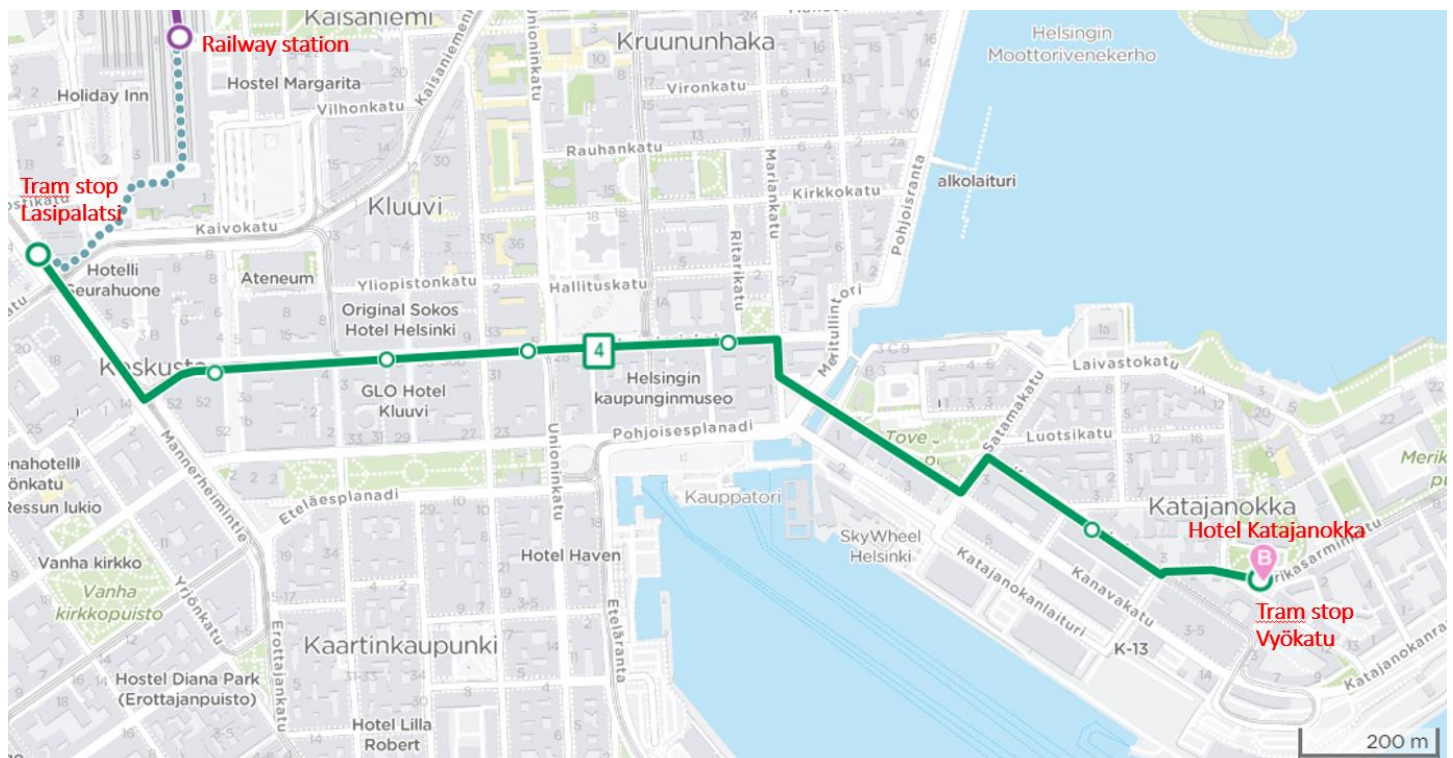 Kaisaniemi
Railway station
Hostel Margarita
Holiday Inn
Vilhonkatu
Kaisaniemen
Unioninkatu
Kruununhaka
Vironkatu
Rauhankatu
Mariankatu
Kirkkokatu
Helsingin
Moottorivenekerho
alkolaituri
Pohjoisranta
Tram stop
Lasipalatsi
Kluuvi
Kaivokatu
Hotelli
Seurahuone
Ateneum
Yliopistonkatu
Hallituskatu
Ritarikatu
Original Sokos
Hotel Helsinki
Meritullintori
4
GLO Hotel
Kluuvi
Helsingin
kaupunginmuseo
Laivastokatu
Satamakatu
Luotsikatu
Tove
Mannerheimintie
Unioninkatu
Pohjoisesplanadi
Eteläesplanadi
Kauppatori
SkyWheel
Helsinki
Katajanokka
Hotel Katajanokka
B
Ressun lukio
Vanha kirkko
Vanha
kirkkopuisto
Yrjönkatu
Hotel Haven
Katajanokanlaituri
Kanavakatu
Tram stop
Vyökatu
Erottajankatu
Kaartinkaupunki
Eteläranta
K-13
Hostel Diana Park
(Erottajanpuisto)
Hotel Lilla
Robert
200 m